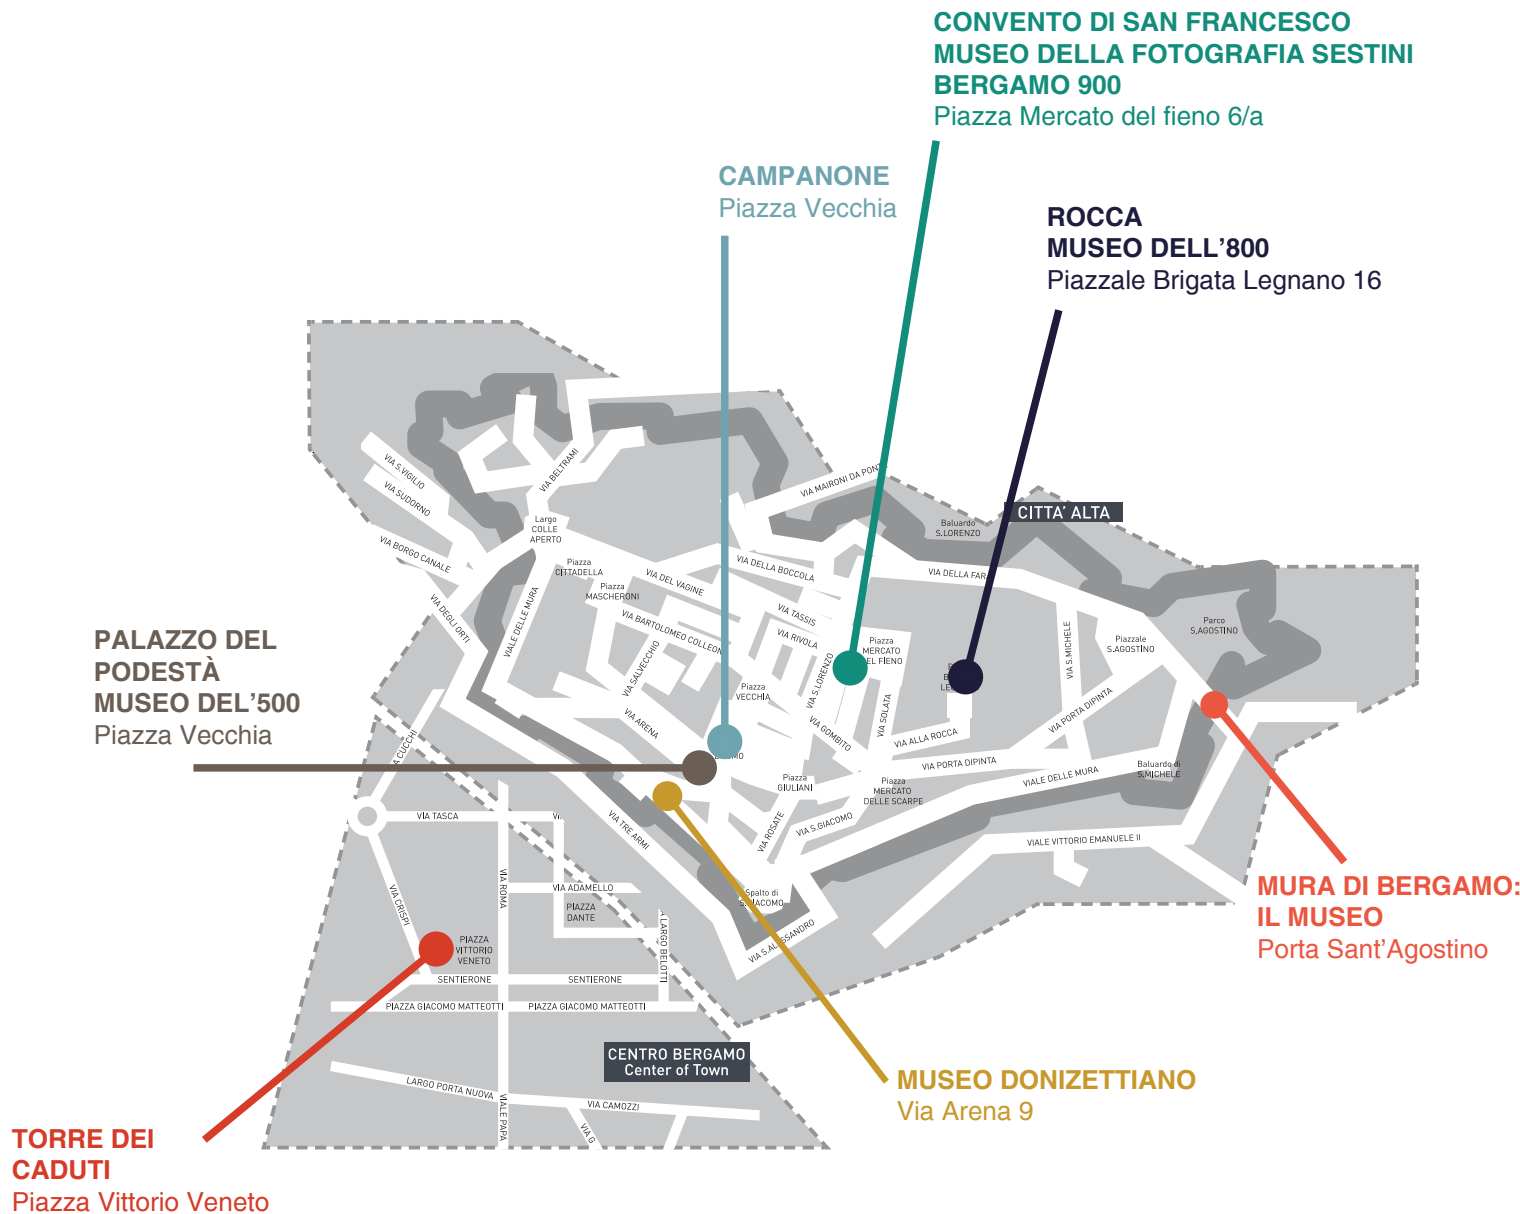 CONVENTO DI SAN FRANCESCO
MUSEO DELLA FOTOGRAFIA SESTINI
BERGAMO 900
Piazza Mercato del fieno 6/a
CAMPANONE
Piazza Vecchia
ROCCA
MUSEO DELL'800
Piazzale Brigata Legnano 16
VIA S.VIGILIO
VIA SUDORNO
VIA BORGO CANALE
VIA BELTRAMI
Largo
COLLE
APERTO
VIA MAIRONI DA PONT
Baluardo
S.LORENZO
CITTA' ALTA
Piazza
CITTADELLA
Piazza
MASCHERONI
VIA DEL VAGINE
VIA DELLA BOCCOLA
VIA DELLA FAR
VIA DEGLI ORTI
VIALE DELLE MURA
VIA BARTOLOMEO COLLEON
VIA TASSIS
VIA RIVOLA
VIA SALVECCHIO
VIA ARENA
Piazza
VECCHIA
VIA S.LORENZO
Piazza
MERCATO
EL FIENO
VIA SOLATA
VIA GOMBITO
VIA ALLA ROCCA
VIA S.MICHELE
VIA PORTA DIPINTA
VIA PORTA DIPINTA
Piazzale
S.AGOSTINO
Parco
S.AGOSTINO
PALAZZO DEL
PODESTÀ
MUSEO DEL'500
Piazza Vecchia
Piazza
GIULIANI
Piazza
MERCATO
DELLE SCARPE
VIALE DELLE MURA
Baluardo di
S.MICHELE
VIA S.GIACOMO
VIA ROSATE
VIALE VITTORIO EMANUELE II
A CUCCHI
VIA TASCA
VIA TRE ARMI
VIA ROMA
VIA ADAMELLO
PIAZZA
DANTE
VIA CRISPI
PIAZZA
VITTORIO
VENETO
LARGO BELOTTI
Spalto di
VIA S.AL
SSANDRO
SENTIERONE
SENTIERONE
PIAZZA GIACOMO MATTEOTTI
PIAZZA GIACOMO MATTEOTTI
MURA DI BERGAMO:
IL MUSEO
Porta Sant'Agostino
CENTRO BERGAMO
Center of Town
LARGO PORTA NUOVA
VIALE PAPA
VIA CAMOZZI
VIA G
MUSEO DONIZETTIANO
Via Arena 9
TORRE DEI
CADUTI
Piazza Vittorio Veneto